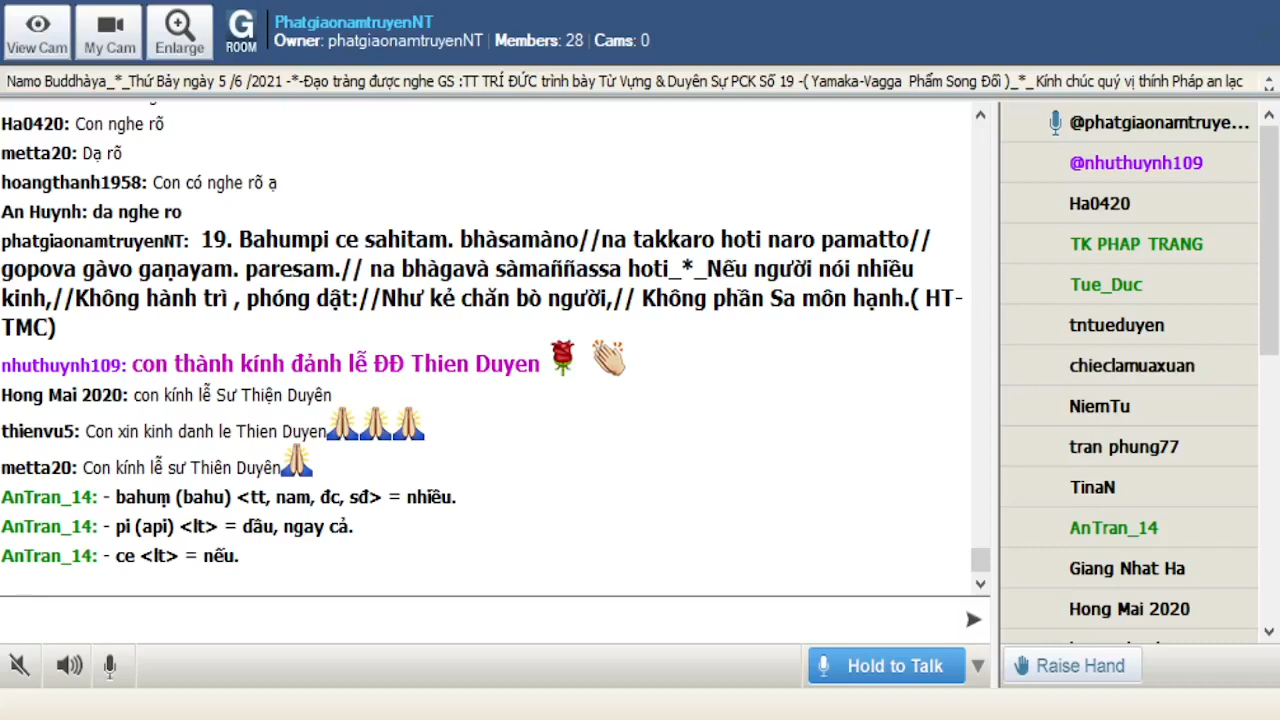 View Cam
My Cam
Enlarge
G
ROOM
PhatgiaonamtruyenNT
Owner: phatgiaonamtruyenNT | Members: 28 | Cams: 0
Namo Buddhàya_*_Thứ Bảy ngày 5 /6 /2021 -*-Đạo tràng được nghe GS :TT TRÍ ĐỨC trình bày Từ Vựng & Duyên Sự PCK Số 19 -( Yamaka-Vagga Phẩm Song Đối )_*_ Kính chúc quý vị thính Pháp an lạc
Ha0420: Con nghe rõ
metta20: Dạ rõ
hoangthanh1958: Con có nghe rõ ạ
An Huynh: da nghe ro
phatgiaonamtruyenNT: 19. Bahumpi ce sahitam. bhàsamàno//na takkaro hoti naro pamatto//
gopova gàvo gaṇayam. paresam.// na bhàgavà sàmaññassa hoti_*_Nếu người nói nhiều
kinh,//Không hành trì , phóng dật://Như kẻ chăn bò người,// Không phần Sa môn hạnh.( HT-
TMC)
nhuthuynh109: con thành kính đảnh lễ ĐĐ Thien Duyen
Hong Mai 2020: con kính lễ Sư Thiện Duyên
thienvu5: Con xin kinh danh le Thien Duyen
metta20: Con kính lễ sư Thiên Duyên
AnTran_14: - bahuṃ (bahu) <tt, nam, đc, sđ> = nhiều.
AnTran_14: - pi (api) <lt> = dầu, ngay cả.
AnTran_14: - ce <lt> = nếu.
Hold to Talk
@phatgiaonamtruye...
@nhuthuynh109
Ha0420
TK PHAP TRANG
Tue_Duc
tntueduyen
chieclamuaxuan
NiemTu
tran phung77
TinaN
AnTran_14
Giang Nhat Ha
Hong Mai 2020
Raise Hand